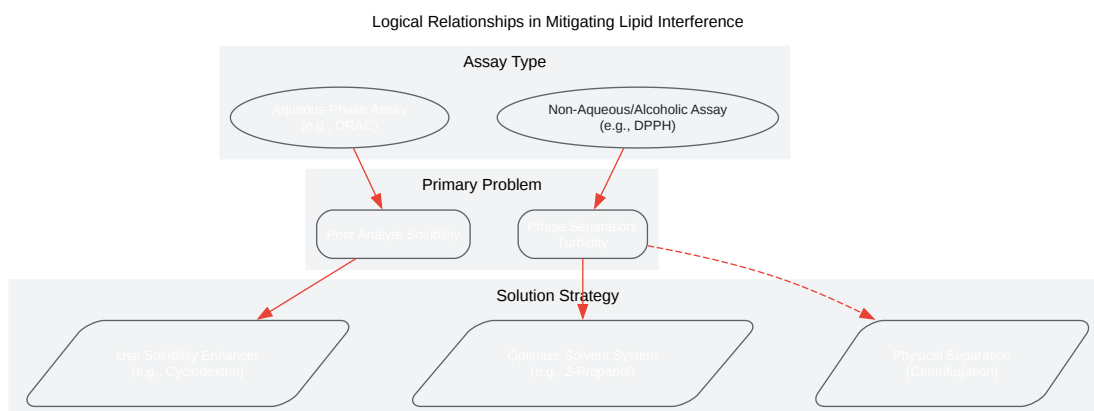 Logical Relationships in Mitigating Lipid Interference
Assay Type
Aqueous-Phase Assay
(e.g., ORAC)
Non-Aqueous/Alcoholic Assay
(e.g., DPPH)
Primary Problem
Poor Analyte Solubility
Phase Separation/
Turbidity
Solution Strategy
Use Solubility Enhancer
(e.g., Cyclodextrin)
Optimize Solvent System
(e.g., 2-Propanol)
Physical Separation
(Centrifugation)